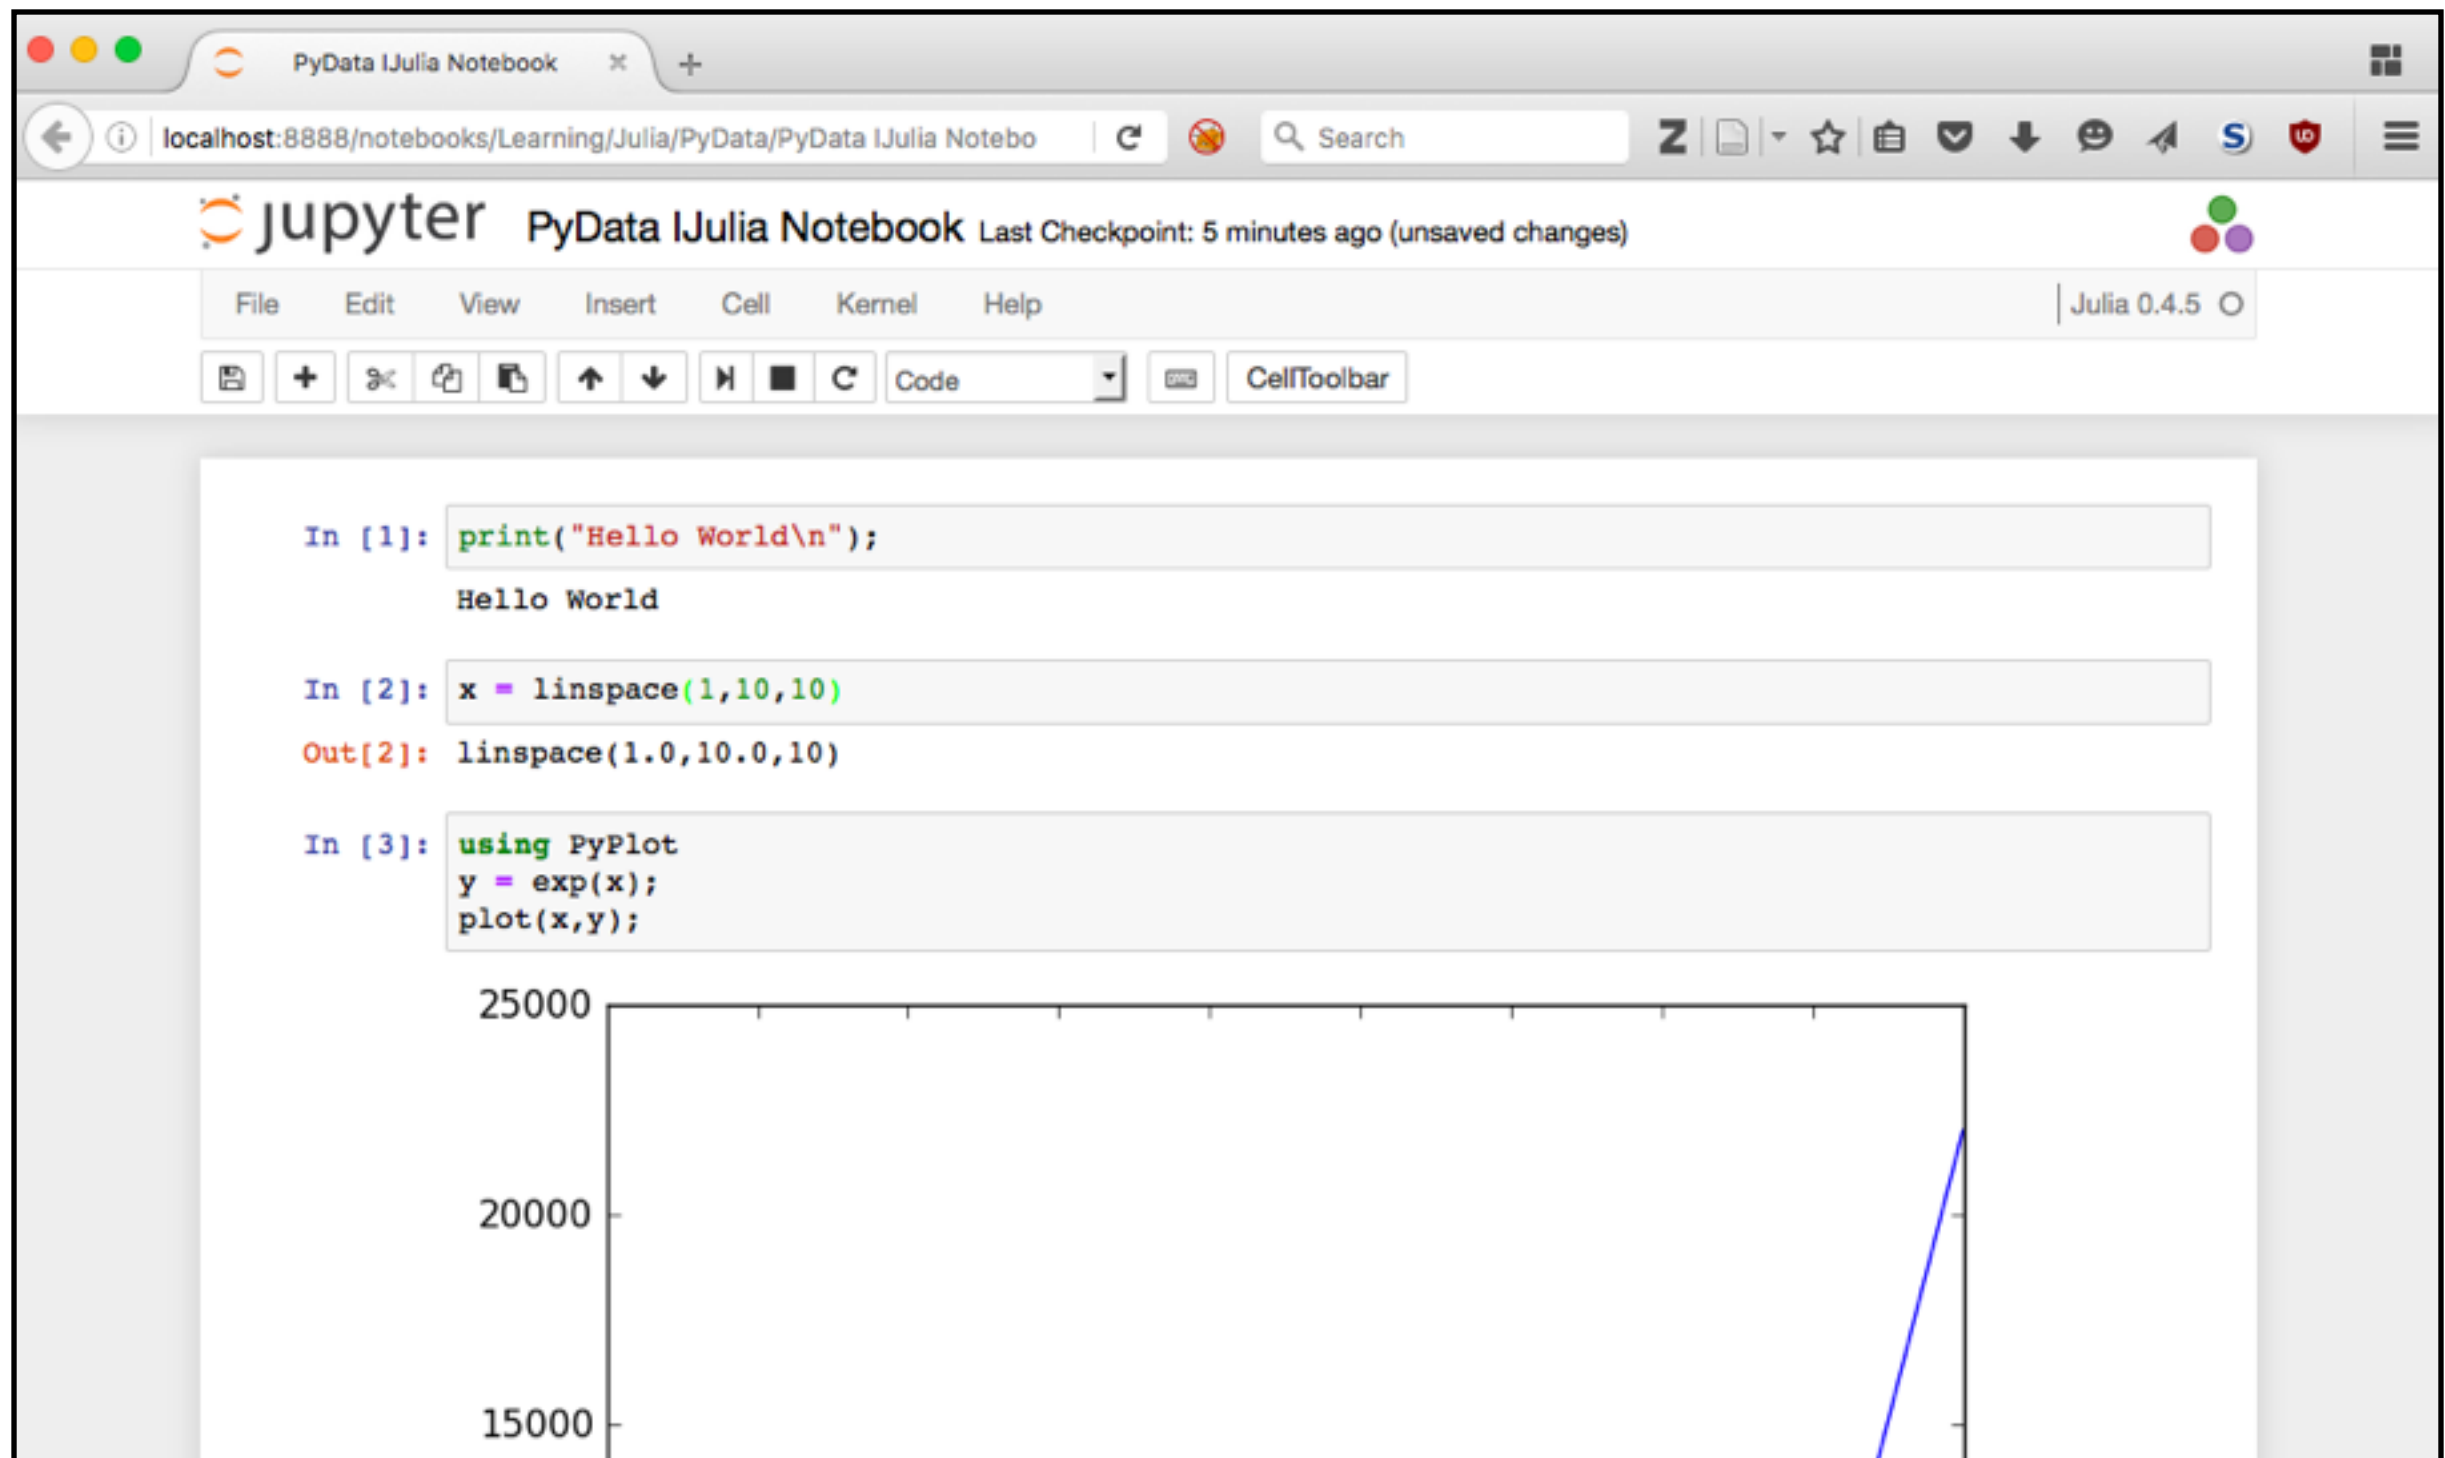 PyData IJulia Notebook
localhost:8888/notebooks/Learning/Julia/PyData/PyData IJulia Notebo
Search
jupyter PyData IJulia Notebook Last Checkpoint: 5 minutes ago (unsaved changes)
File Edit View Insert Cell Kernel Help Julia 0.4.5
Code CellToolbar
In [1]: print("Hello World\n");
Hello World
In [2]: x = linspace(1,10,10)
Out[2]: linspace(1.0,10.0,10)
In [3]: using PyPlot
y = exp(x);
plot(x,y);
25000
20000
15000